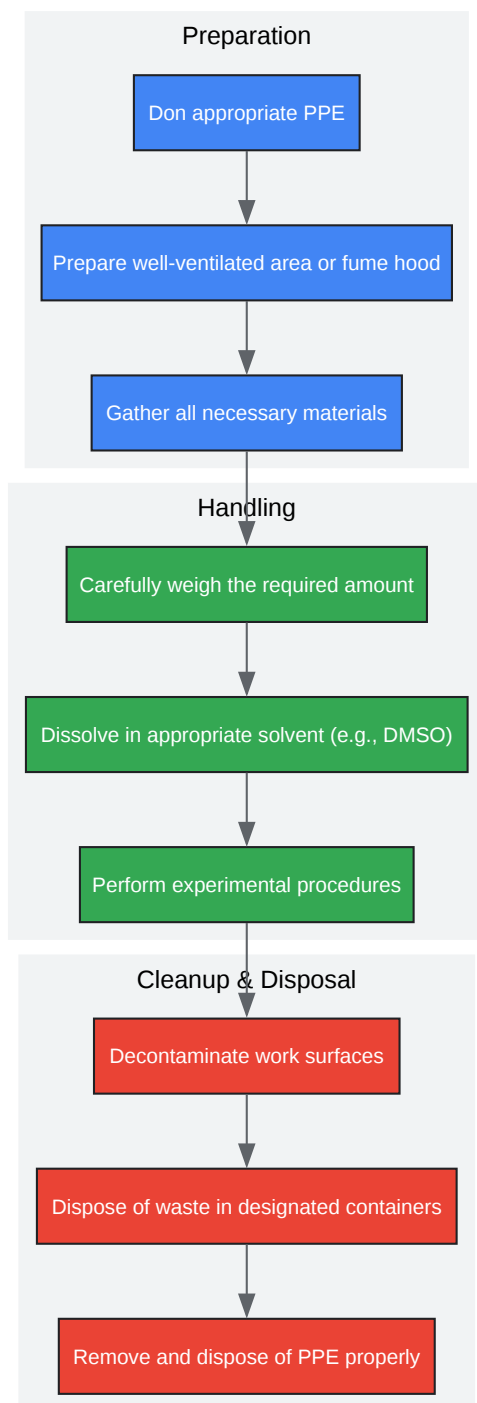 Preparation
Don appropriate PPE
Prepare well-ventilated area or fume hood
Gather all necessary materials
Handling
Carefully weigh the required amount
Dissolve in appropriate solvent (e.g., DMSO)
Perform experimental procedures
Cleanup & Disposal
Decontaminate work surfaces
Dispose of waste in designated containers
Remove and dispose of PPE properly